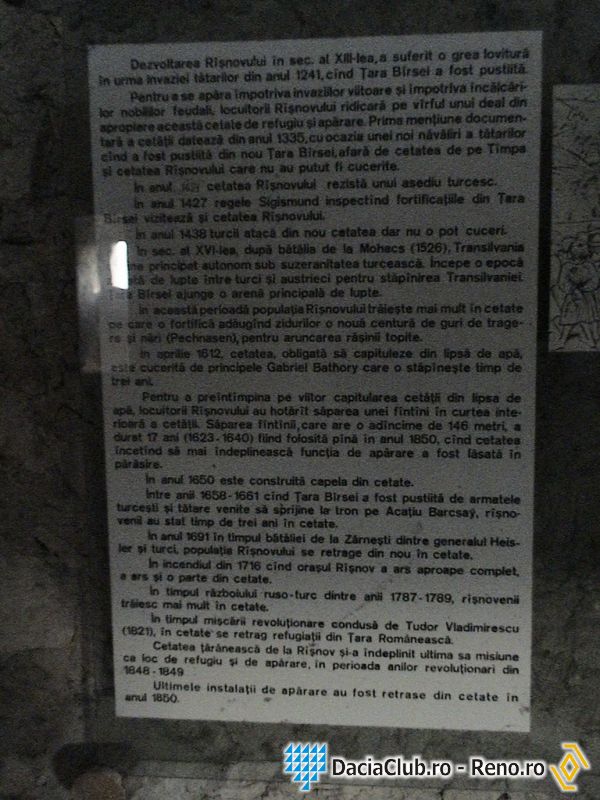 Dezvoltarea Rîşnovului în sec. al XIII-lea, a suferit o grea lovitură
în urma invaziei tătarilor din anul 1241, cînd Ţara Bîrsei a fost pustiită.
Pentru a se apăra împotriva invaziilor viitoare şi împotriva încălcări-
lor nobililor feudali, locuitorii Rîşnovului ridicară pe vîrful unui deal din
apropiere această cetate de refugiu şi apărare. Prima menţiune documen-
tară a cetăţii datează din anul 1335, cu ocazia unei noi năvăliri a tătarilor
cînd a fost pustiită din nou Ţara Bîrsei, afară de cetatea de pe Tîmpa
şi cetatea Rîşnovului care nu au putut fi cucerite.
În anul cetatea Rîşnovului rezistă unui asediu turcesc.
În anul 1427 regele Sigismund inspectînd fortificaţiile din Ţara
Bîrsei vizitează şi cetatea Rîşnovului.
În anul 1438 turcii atacă din nou cetatea dar nu o pot cuceri.
În sec. al XVI-lea, după bătălia de la Mohacs (1526), Transilvania
principat autonom sub suzeranitatea turcească. Începe o epocă
de lupte între turci şi austrieci pentru stăpînirea Transilvaniei.
Ţara Bîrsei ajunge o arenă principală de lupte.
În această perioadă populaţia Rîşnovului trăieşte mai mult în cetate
pe care o fortifică adăugînd zidurilor o nouă centură de guri de trage-
re şi nări (Pechnasen), pentru aruncarea răşinii topite.
În aprilie 1612, cetatea, obligată să capituleze din lipsă de apă,
este cucerită de principele Gabriel Bathory care o stăpîneşte timp de
trei ani.
Pentru a preîntîmpina pe viitor capitularea cetăţii din lipsa de
apă, locuitorii Rîşnovului au hotărît săparea unei fîntîni în curtea inte-
rioară a cetăţii. Săparea fîntînii, care are o adîncime de 146 metri, a
durat 17 ani (1623-1640) fiind folosită pînă în anul 1850, cînd cetatea
încetînd să mai îndeplinească funcţia de apărare a fost lăsată în
părăsire.
În anul 1650 este construită capela din cetate.
Între anii 1658-1661 cînd Ţara Bîrsei a fost pustiită de armatele
turceşti şi tătare venite să sprijine la tron pe Acaţiu Barcsaÿ, rîşno-
venii au stat timp de trei ani în cetate.
În anul 1691 în timpul bătăliei de la Zărneşti dintre generalul Heis-
ler şi turci, populaţia Rîşnovului se retrage din nou în cetate.
În incendiul din 1716 cînd oraşul Rîşnov a ars aproape complet,
a ars şi o parte din cetate.
În timpul războiului ruso-turc dintre anii 1787-1789, rîşnovenii
trăiesc mai mult în cetate.
În timpul mişcării revoluţionare condusă de Tudor Vladimirescu
(1821), în cetate se retrag refugiaţii din Ţara Românească.
Cetatea ţărănească de la Rîşnov şi-a îndeplinit ultima sa misiune
ca loc de refugiu şi de apărare, în perioada anilor revoluţionari din
1848-1849
Ultimele instalaţii de apărare au fost retrase din cetate în
anul 1850.
DaciaClub.ro - Reno.ro